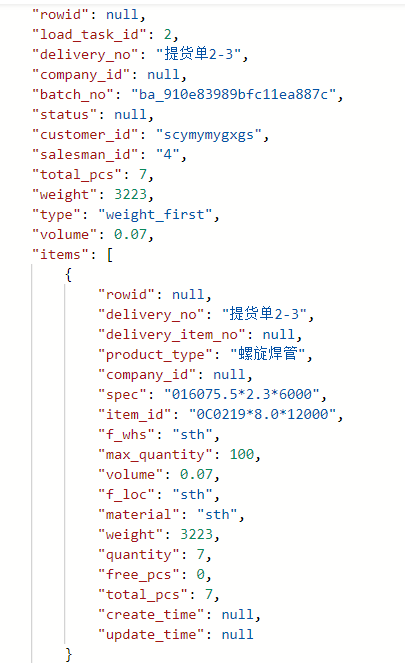 "rowid": null,
"load_task_id": 2,
"delivery_no": "提货单2-3",
"company_id": null,
"batch_no": "ba_910e83989bfc11ea887c",
"status": null,
"customer_id": "scymymygxgs",
"salesman_id": "4",
"total_pcs": 7,
"weight": 3223,
"type": "weight_first",
"volume": 0.07,
"items": [
{
"rowid": null,
"delivery_no": "提货单2-3",
"delivery_item_no": null,
"product_type": "螺旋焊管",
"company_id": null,
"spec": "016075.5*2.3*6000",
"item_id": "0C0219*8.0*12000",
"f_whs": "sth",
"max_quantity": 100,
"volume": 0.07,
"f_loc": "sth",
"material": "sth",
"weight": 3223,
"quantity": 7,
"free_pcs": 0,
"total_pcs": 7,
"create_time": null,
"update_time": null
}